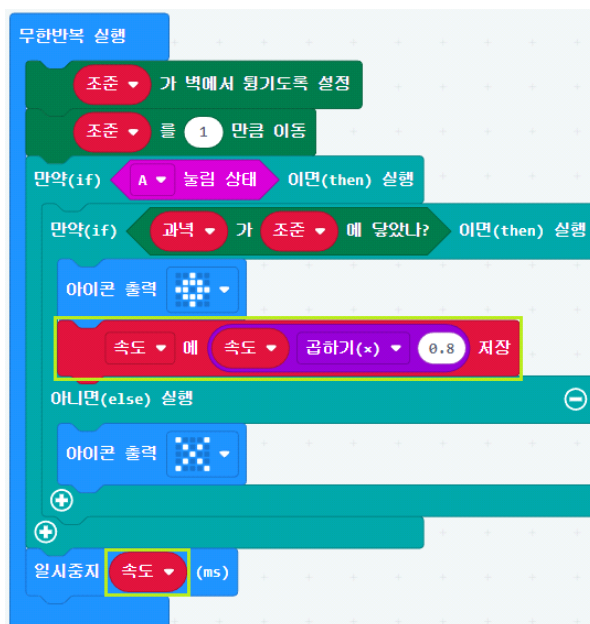 무한반복 실행
조준 가 벽에서 튕기도록 설정
조준 를 1 만큼 이동
만약(if) A 눌림 상태 이면(then) 실행
만약(if) 과녁 가 조준 에 닿았나? 이면(then) 실행
아이콘 출력
속도 에 속도 곱하기(×) 0.8 저장
아니면(else) 실행
아이콘 출력
일시중지 속도 (ms)